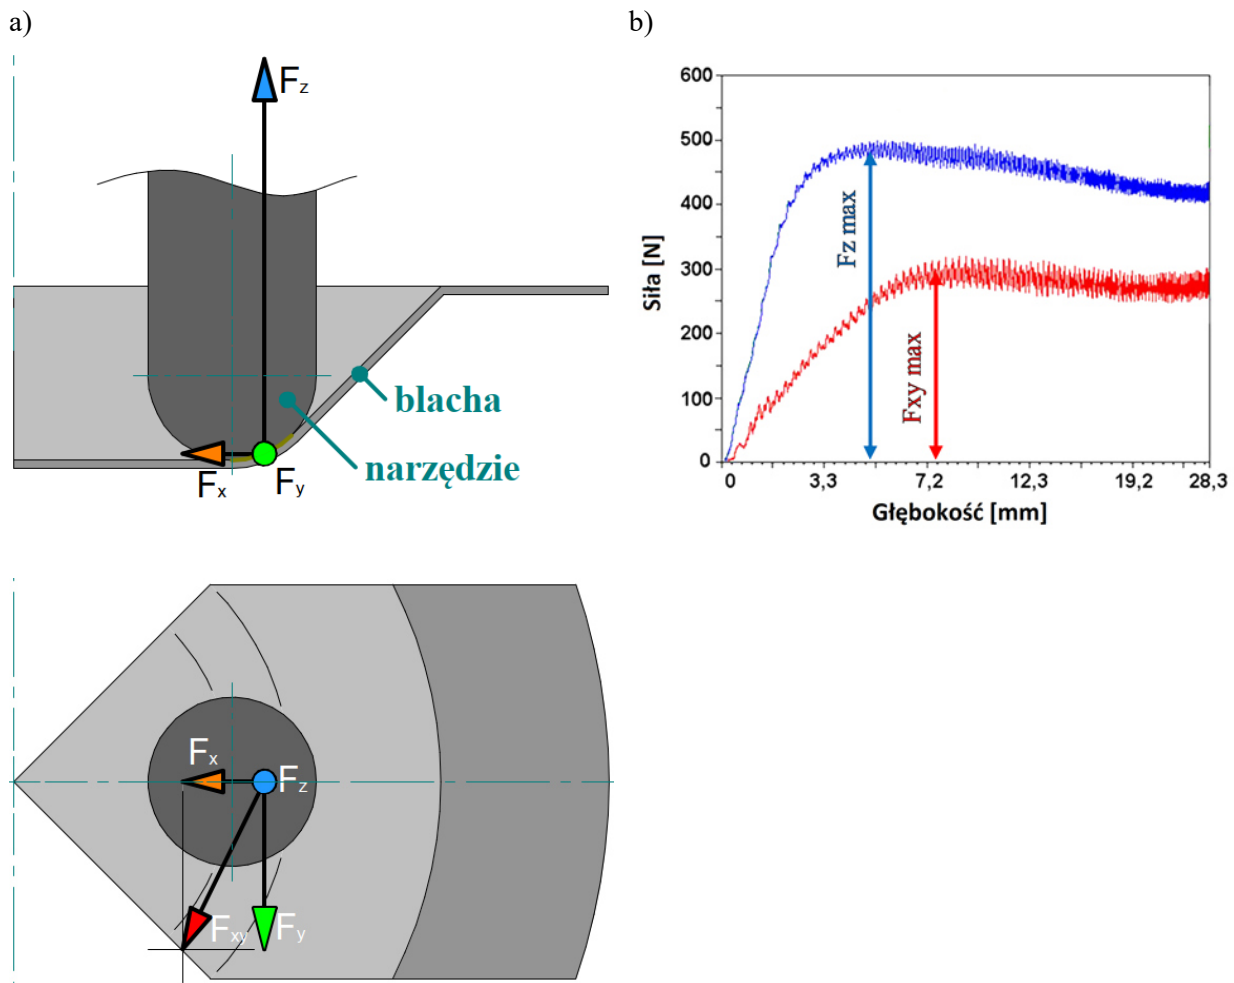 a)
Fz
blacha
narzędzie
Fx
Fy
b)
600
500
400
300
200
100
0
Siła [N]
Fz max
Fxy max
0 3,3 7,2 12,3 19,2 28,3
Głębokość [mm]
Fx
Fz
Fxy
Fy